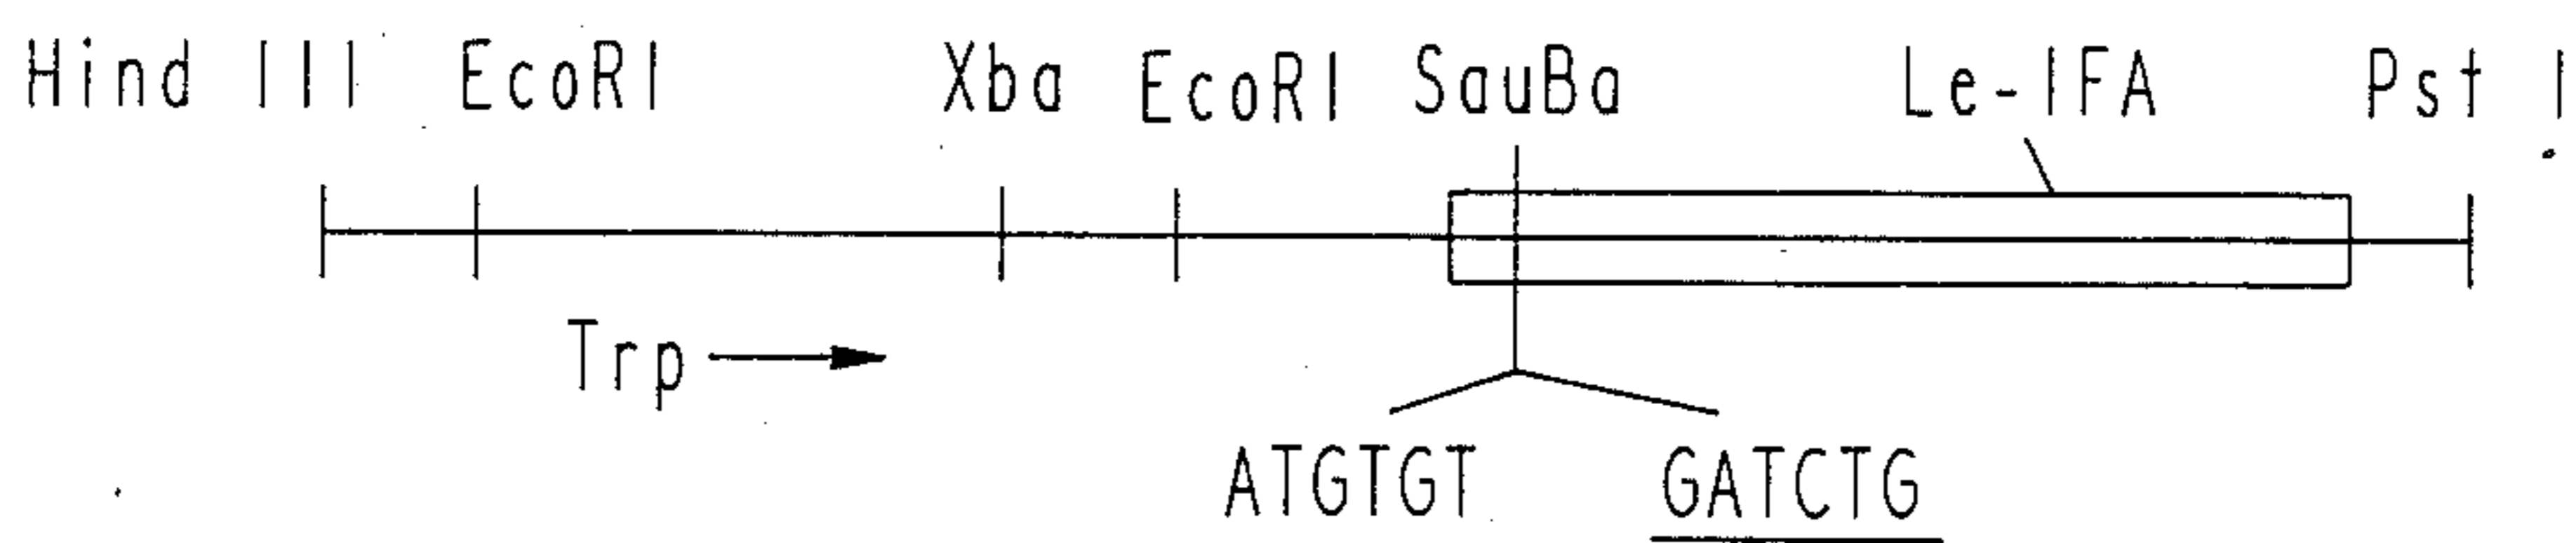 Hind III EcoRI Xba EcoRI SauBa Le-IFA Pst I
Trp
ATGTGT GATCTG